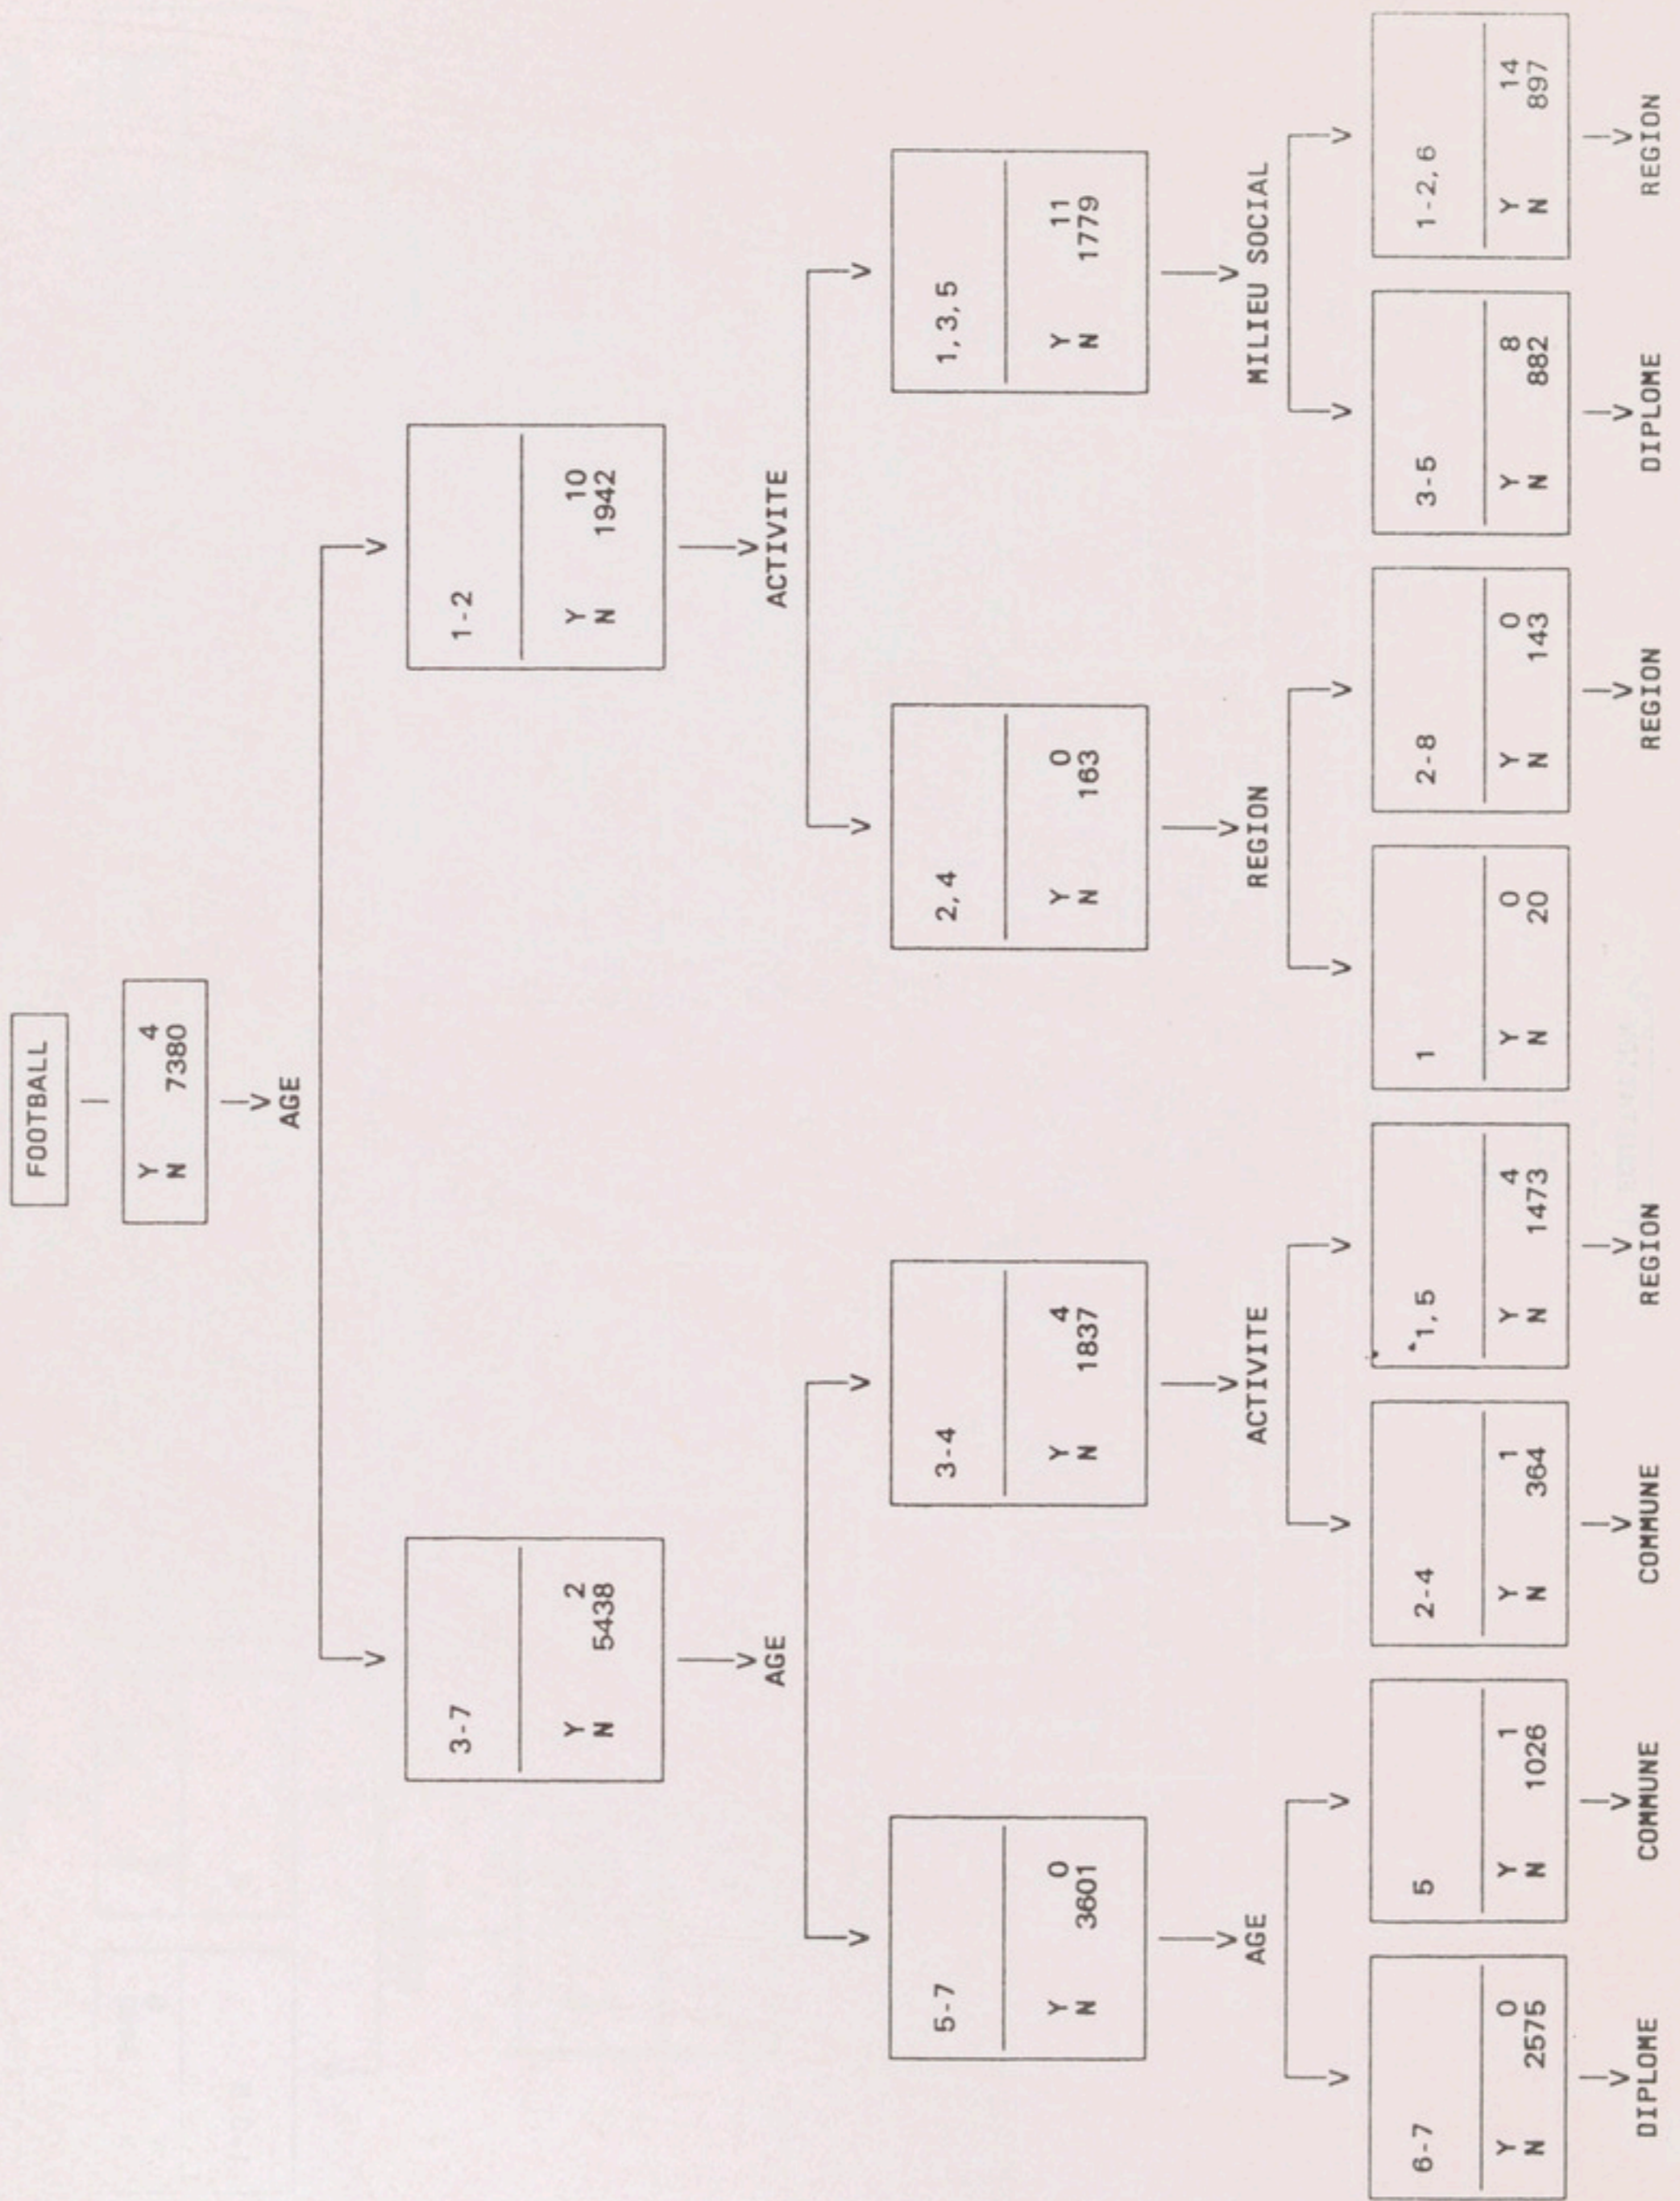 FOOTBALL
Y 4
N 7380
AGE
3-7
Y 2
N 5438
1-2
Y 10
N 1942
AGE
ACTIVITE
5-7
Y 0
N 3601
3-4
Y 4
N 1837
2,4
Y 0
N 163
1,3,5
Y 11
N 1779
AGE
ACTIVITE
REGION
MILIEU SOCIAL
6-7
Y 0
N 2575
5
Y 1
N 1026
2-4
Y 1
N 364
1,5
Y 4
N 1473
1
Y 0
N 20
2-8
Y 0
N 143
3-5
Y 8
N 882
1-2,6
Y 14
N 897
DIPLOME
COMMUNE
COMMUNE
REGION
REGION
DIPLOME
REGION